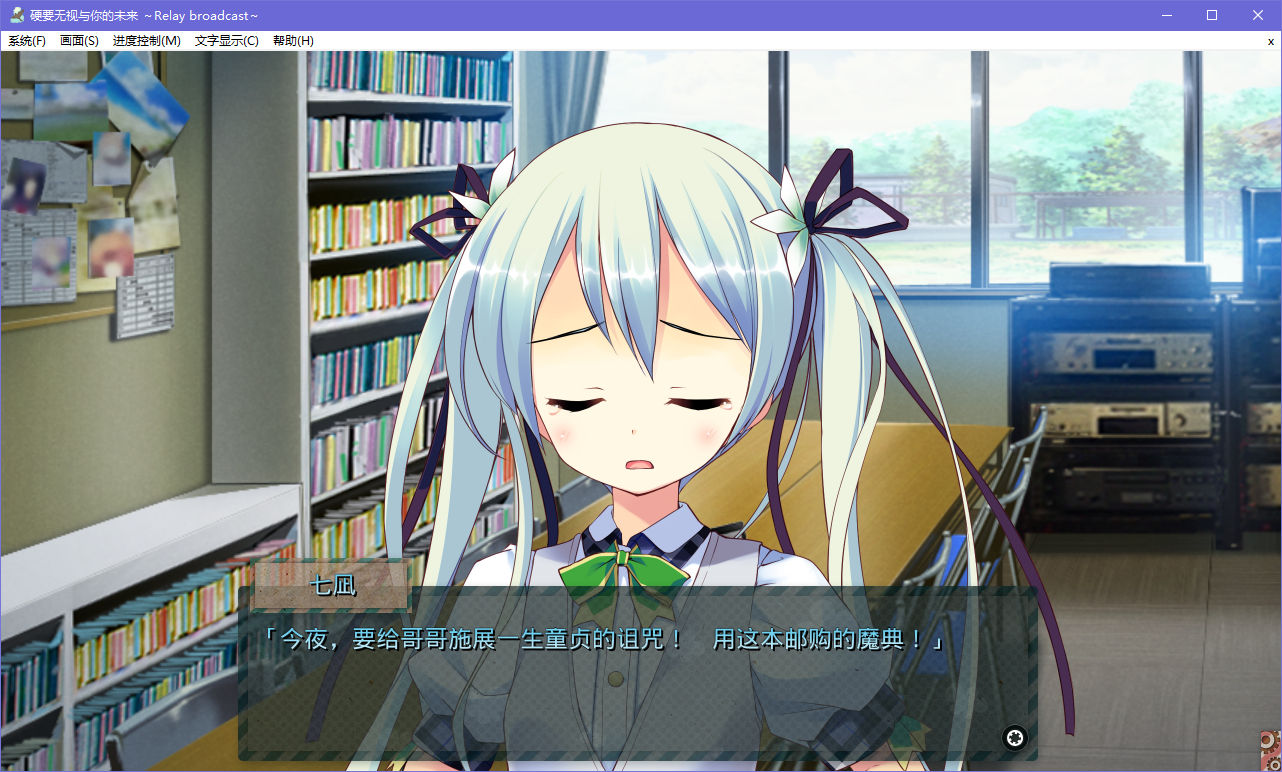 硬要无视与你的未来 ～Relay broadcast～
系统(F) 画面(S) 进度控制(M) 文字显示(C) 帮助(H)
x
七凪
「今夜，要给哥哥施展一生童贞的诅咒！　用这本邮购的魔典！」